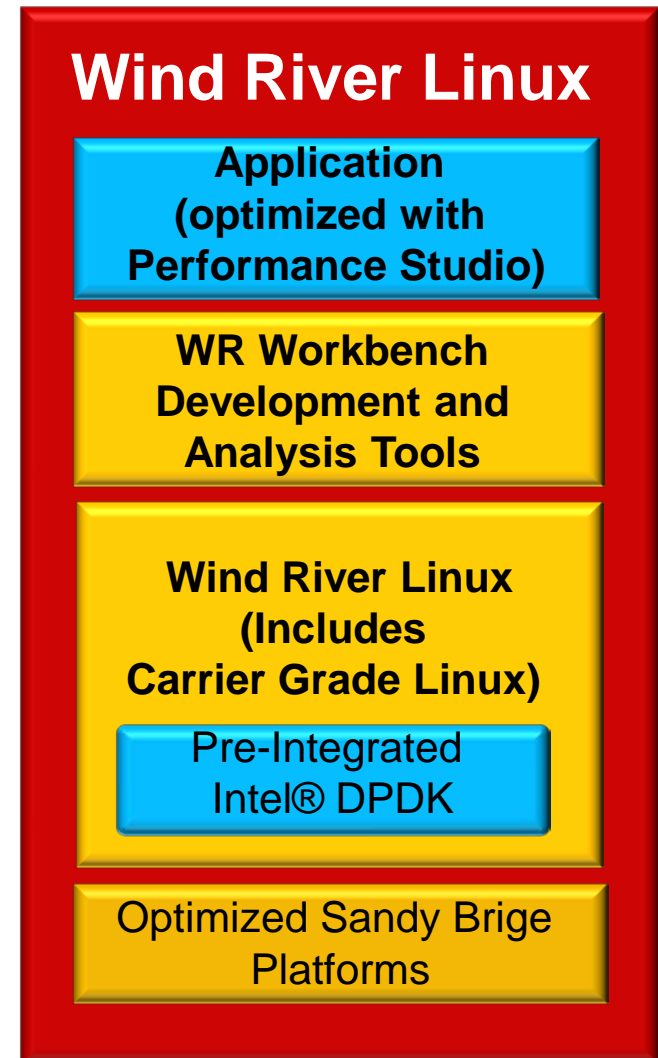 Wind River Linux
Application
(optimized with
Performance Studio)
WR Workbench
Development and
Analysis Tools
Wind River Linux
(Includes
Carrier Grade Linux)
Pre-Integrated
Intel® DPDK
Optimized Sandy Brige
Platforms